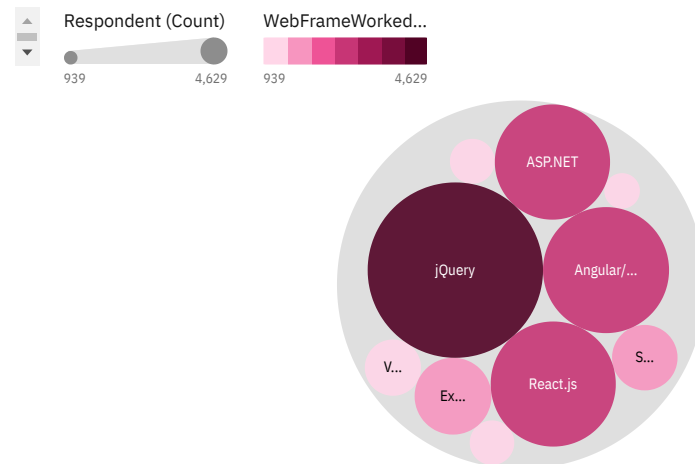 Respondent (Count)
WebFrameWorked...
939
4,629
939
4,629
ASP.NET
jQuery
Angular/...
V...
S...
Ex...
React.js